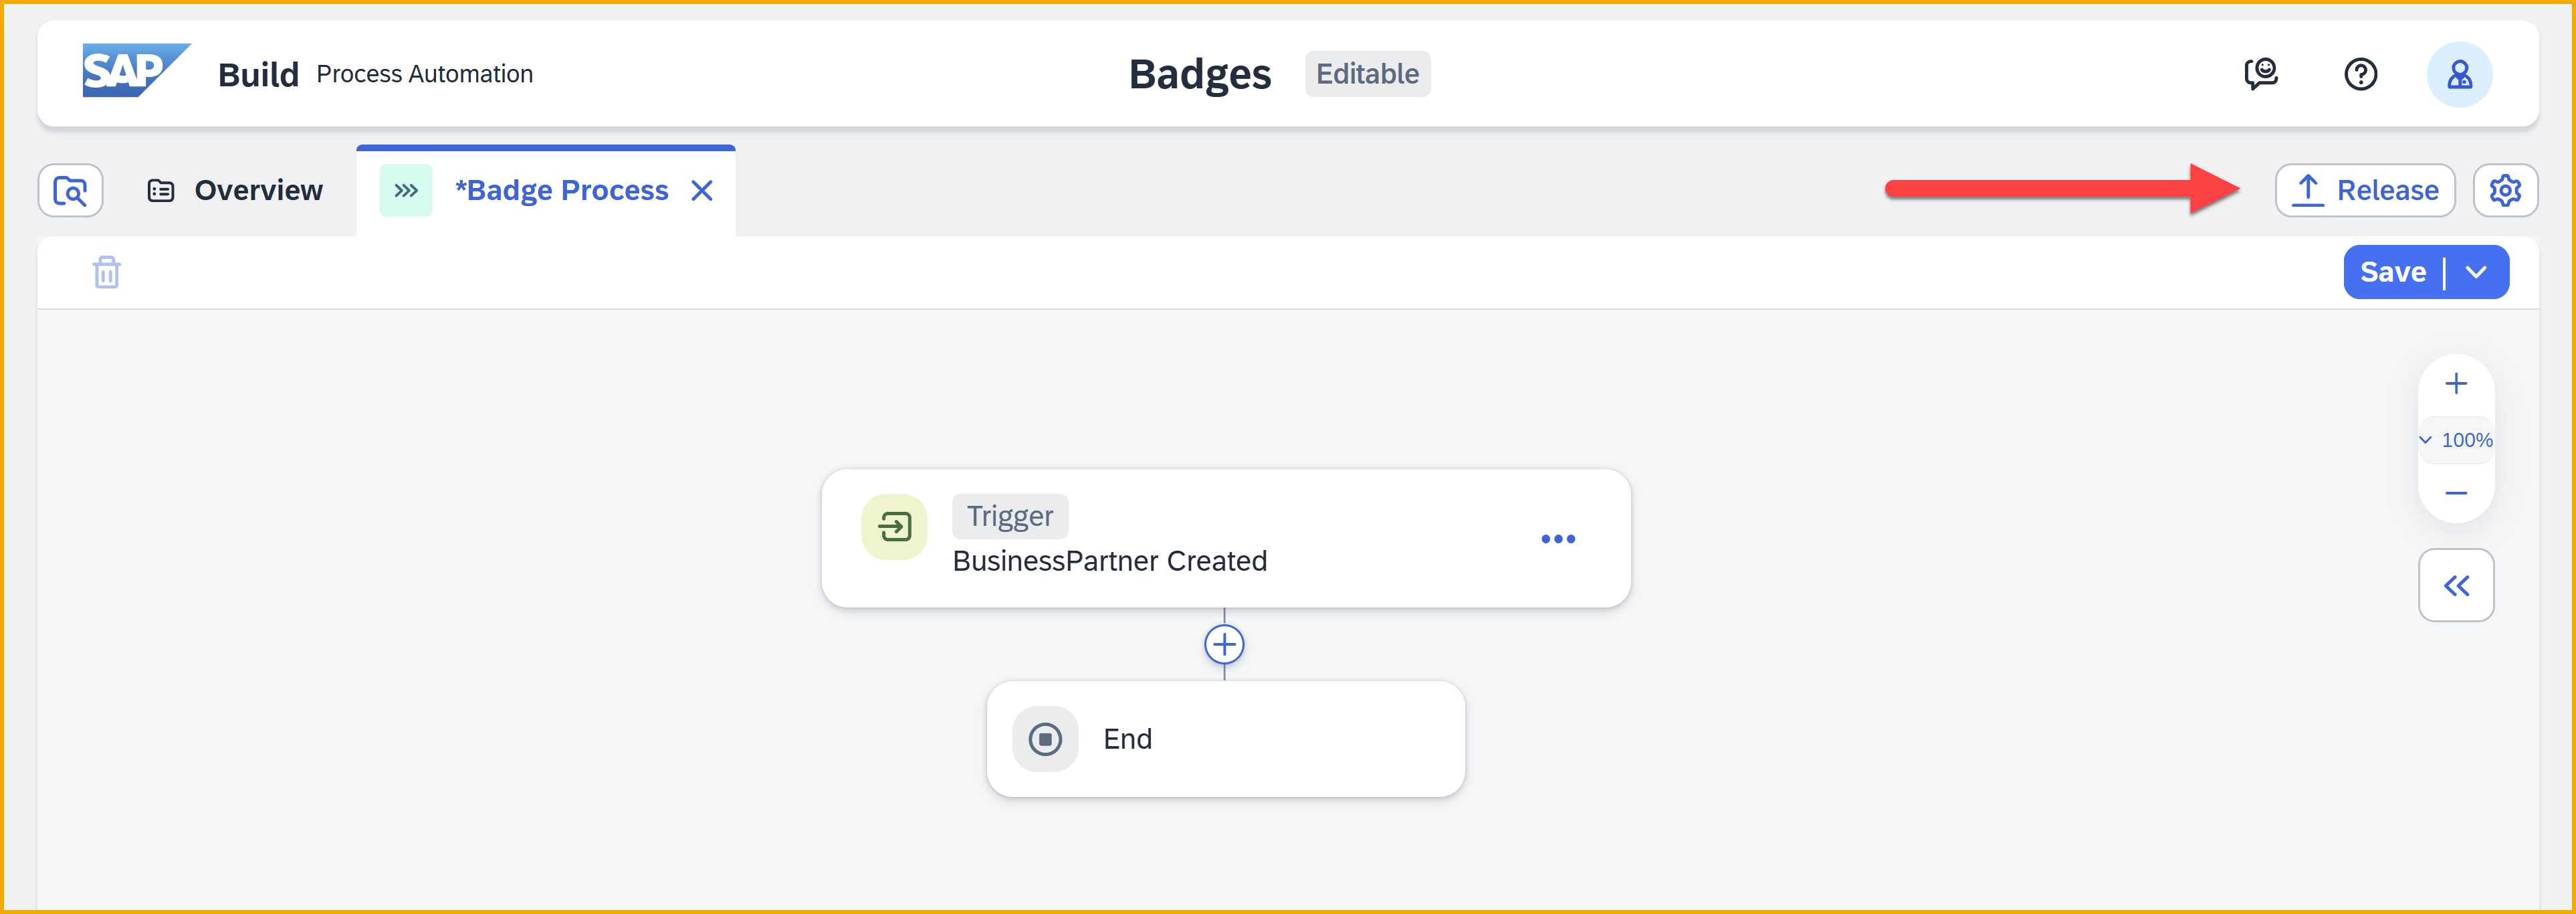 SAP Build Process Automation
Badges Editable
Overview
*Badge Process
Release
Save
100%
Trigger
BusinessPartner Created
End